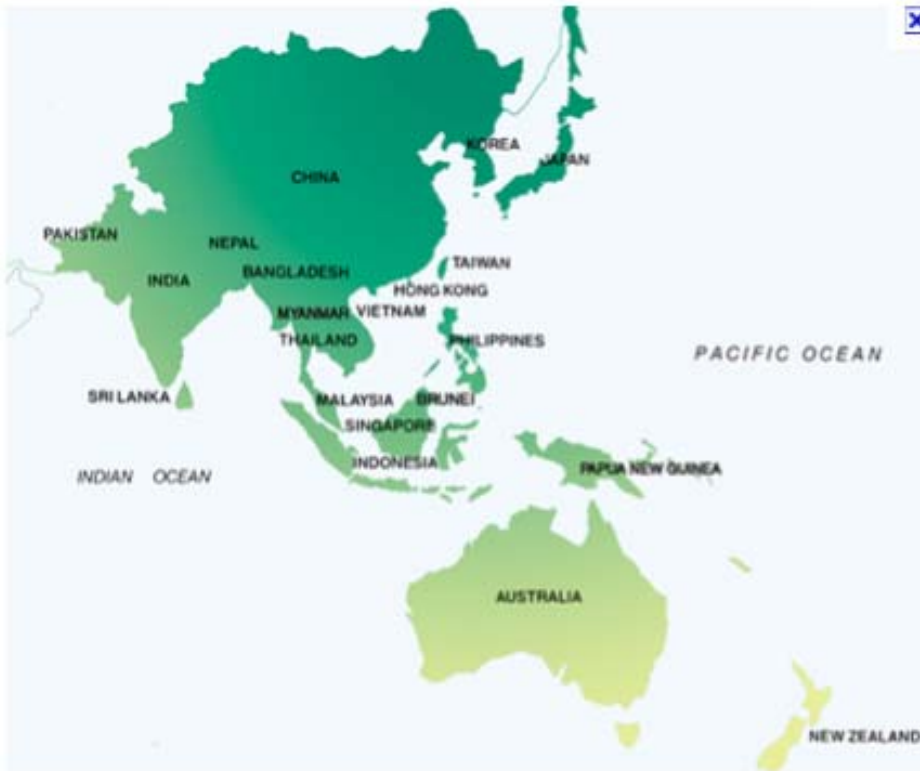 KOREA
JAPAN
CHINA
PAKISTAN
NEPAL
TAIWAN
BANGLADESH
INDIA
HONG KONG
MYANMAR
VIETNAM
THAILAND
PHILIPPINES
PACIFIC OCEAN
SRI LANKA
MALAYSIA
BRUNEI
SINGAPORE
INDONESIA
PAPUA NEW GUINEA
INDIAN OCEAN
AUSTRALIA
NEW ZEALAND